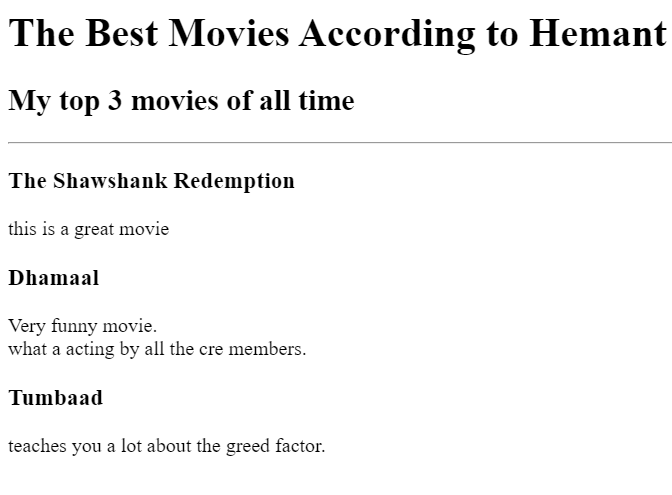 The Best Movies According to Hemant
My top 3 movies of all time
The Shawshank Redemption
this is a great movie
Dhamaal
Very funny movie.
what a acting by all the cre members.
Tumbaad
teaches you a lot about the greed factor.